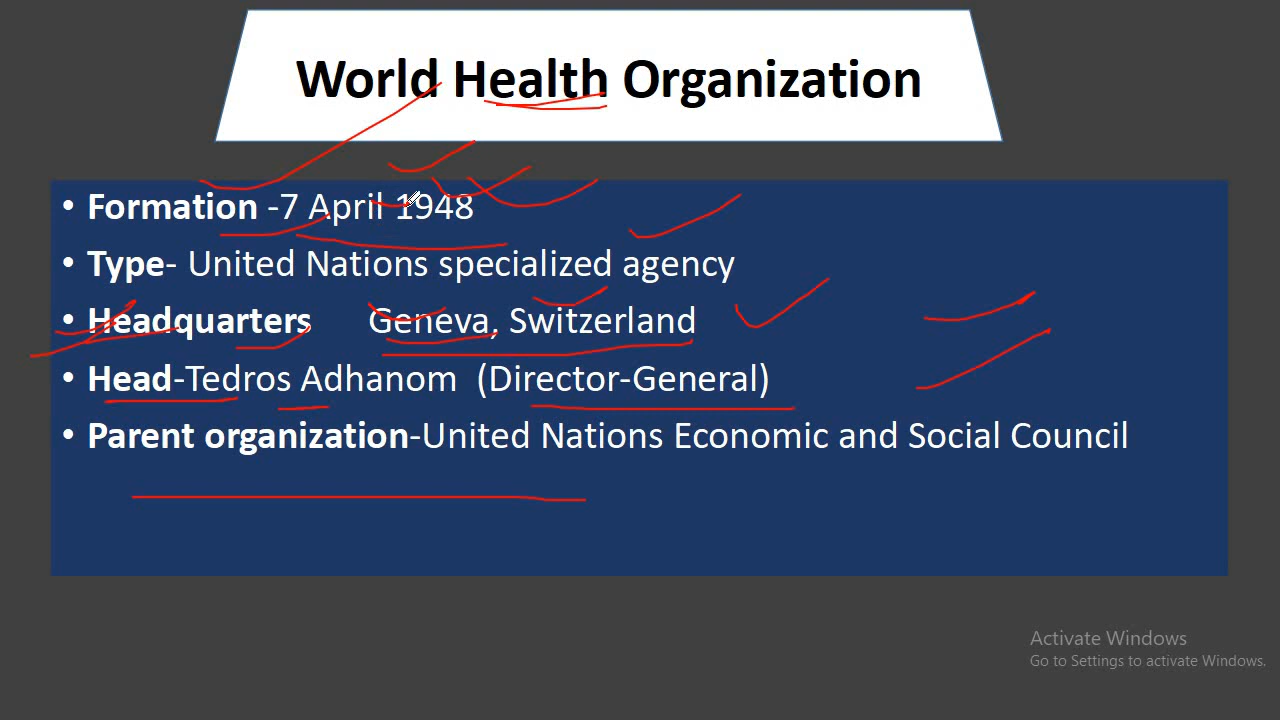 World Health Organization
• Formation -7 April 1948
• Type- United Nations specialized agency
• Headquarters Geneva, Switzerland
• Head-Tedros Adhanom (Director-General)
• Parent organization-United Nations Economic and Social Council
Activate Windows
Go to Settings to activate Windows.